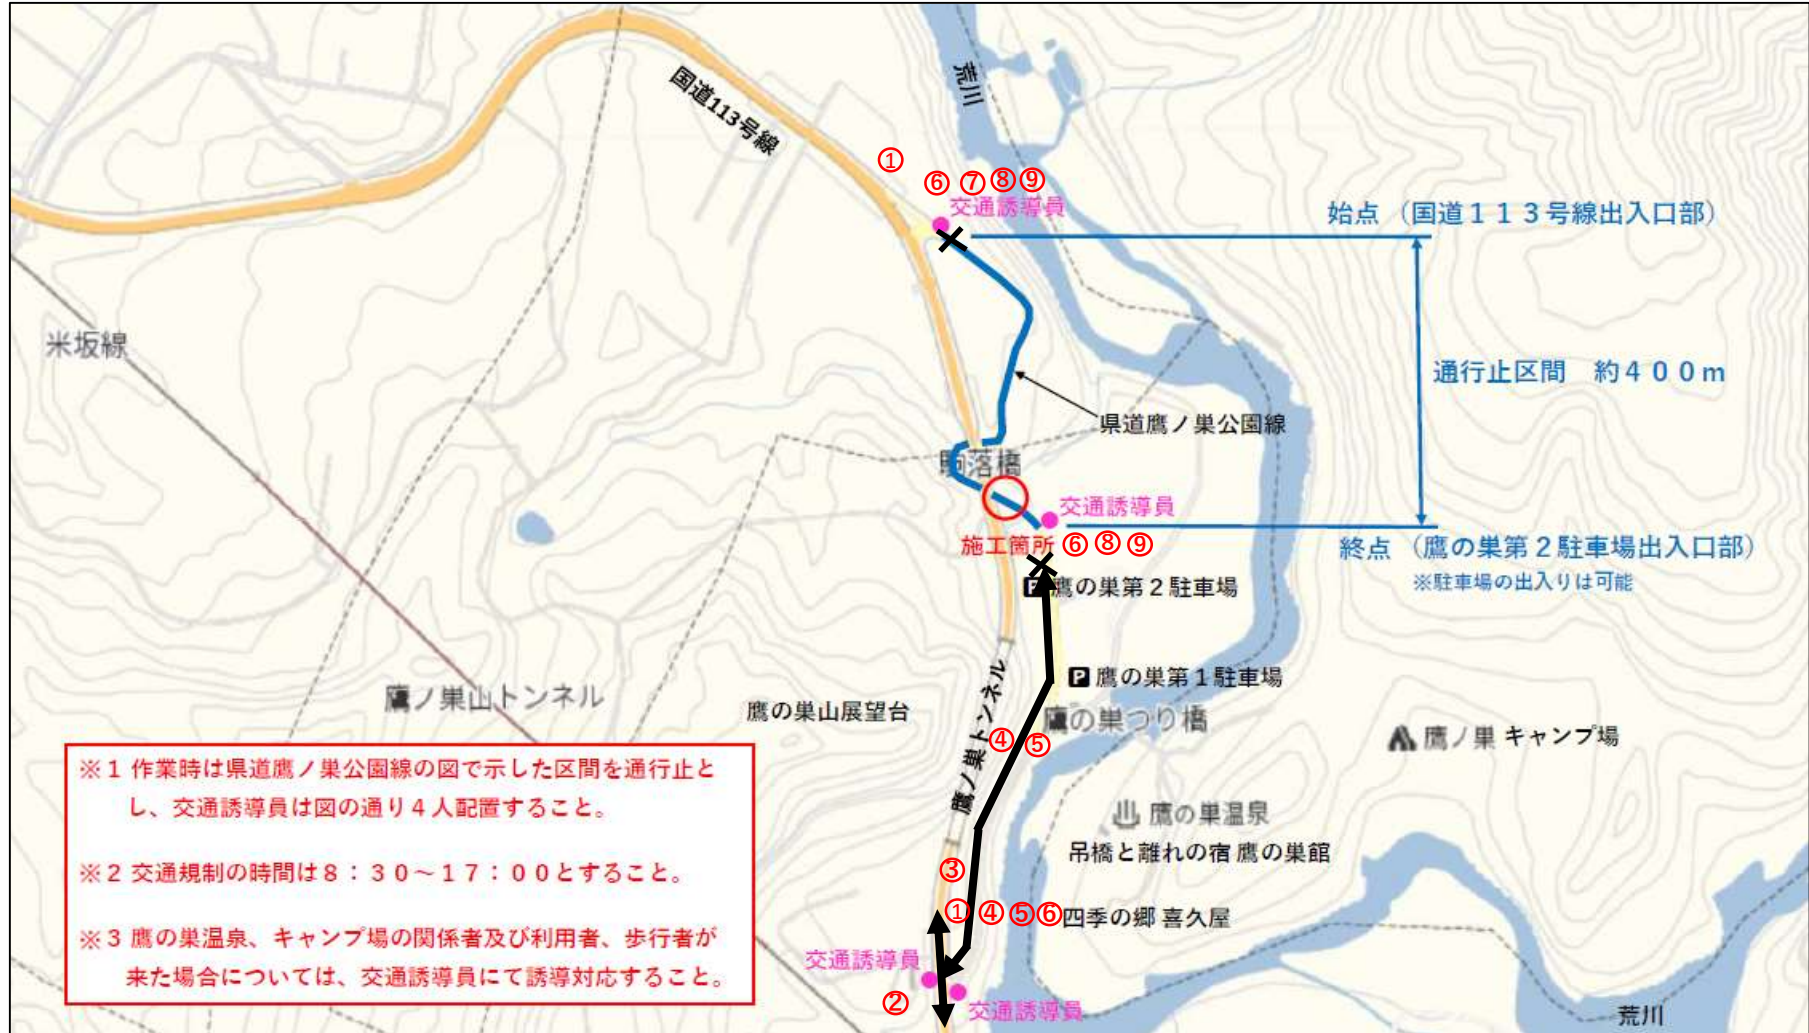 荒川
国道113号線
①
⑥ ⑦ ⑧ ⑨
交通誘導員
始点 （国道１１３号線出入口部）
米坂線
通行止区間　約４００ｍ
県道鷹ノ巣公園線
駒落橋
交通誘導員
施工箇所 ⑥ ⑧ ⑨
終点 （鷹の巣第２駐車場出入口部）
※駐車場の出入りは可能
P 鷹の巣第２駐車場
P 鷹の巣第１駐車場
鷹ノ巣山トンネル
鷹の巣山展望台
鷹ノ巣トンネル
鷹の巣つり橋
④ ⑤
鷹ノ巣 キャンプ場
※１ 作業時は県道鷹ノ巣公園線の図で示した区間を通行止と
し、交通誘導員は図の通り４人配置すること。
※２ 交通規制の時間は８：３０～１７：００とすること。
※３ 鷹の巣温泉、キャンプ場の関係者及び利用者、歩行者が
来た場合については、交通誘導員にて誘導対応すること。
鷹の巣温泉
吊橋と離れの宿 鷹の巣館
③
① ④ ⑤ ⑥
四季の郷 喜久屋
交通誘導員
②
交通誘導員
荒川